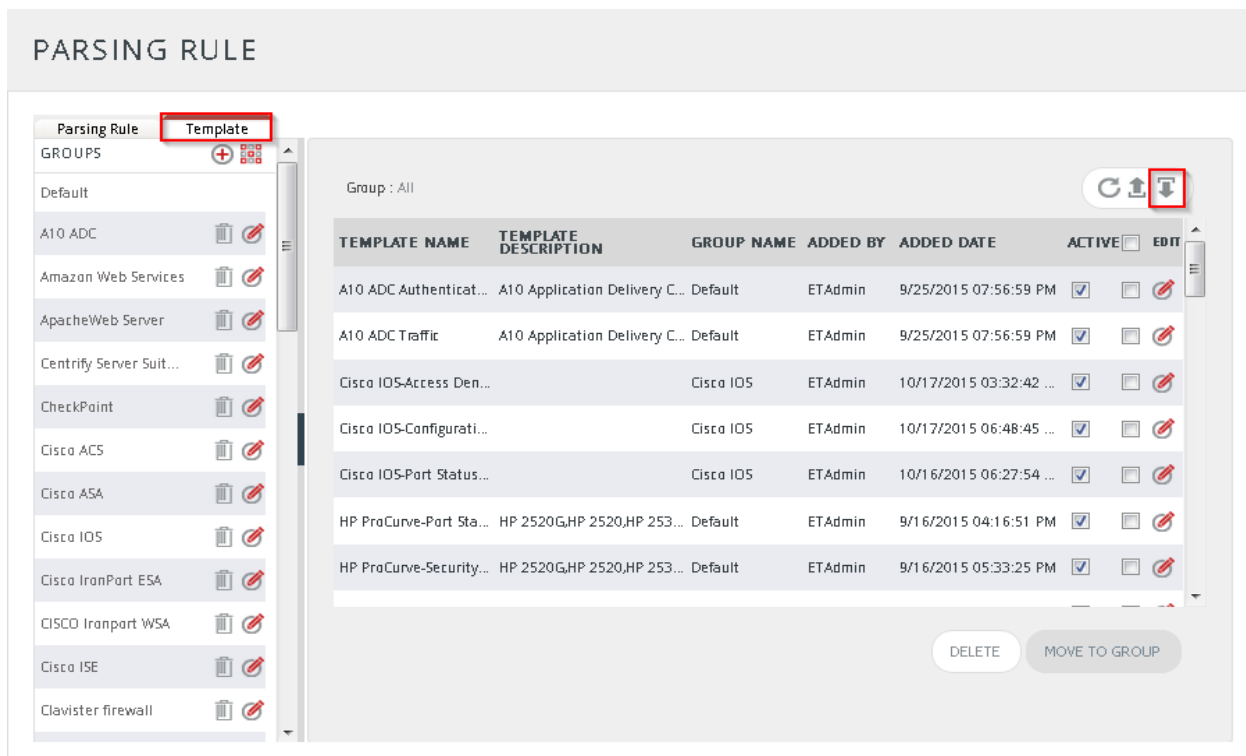 PARSING RULE
Parsing Rule
Template
GROUPS
Default
A10 ADC
Amazon Web Services
ApacheWeb Server
Centrify Server Suit...
CheckPoint
Cisco ACS
Cisco ASA
Cisco IOS
Cisco IronPort ESA
CISCO Ironport WSA
Cisco ISE
Clavister firewall
Group : All
TEMPLATE NAME TEMPLATE DESCRIPTION GROUP NAME ADDED BY ADDED DATE ACTIVE EDIT
A10 ADC Authenticat... A10 Application Delivery C... Default ETAdmin 9/25/2015 07:56:59 PM
A10 ADC Traffic A10 Application Delivery C... Default ETAdmin 9/25/2015 07:56:59 PM
Cisco IOS-Access Den... Cisco IOS ETAdmin 10/17/2015 03:32:42 ...
Cisco IOS-Configurati... Cisco IOS ETAdmin 10/17/2015 06:48:45 ...
Cisco IOS-Port Status... Cisco IOS ETAdmin 10/16/2015 06:27:54 ...
HP ProCurve-Port Sta... HP 2520G,HP 2520,HP 253... Default ETAdmin 9/16/2015 04:16:51 PM
HP ProCurve-Security... HP 2520G,HP 2520,HP 253... Default ETAdmin 9/16/2015 05:33:25 PM
DELETE
MOVE TO GROUP